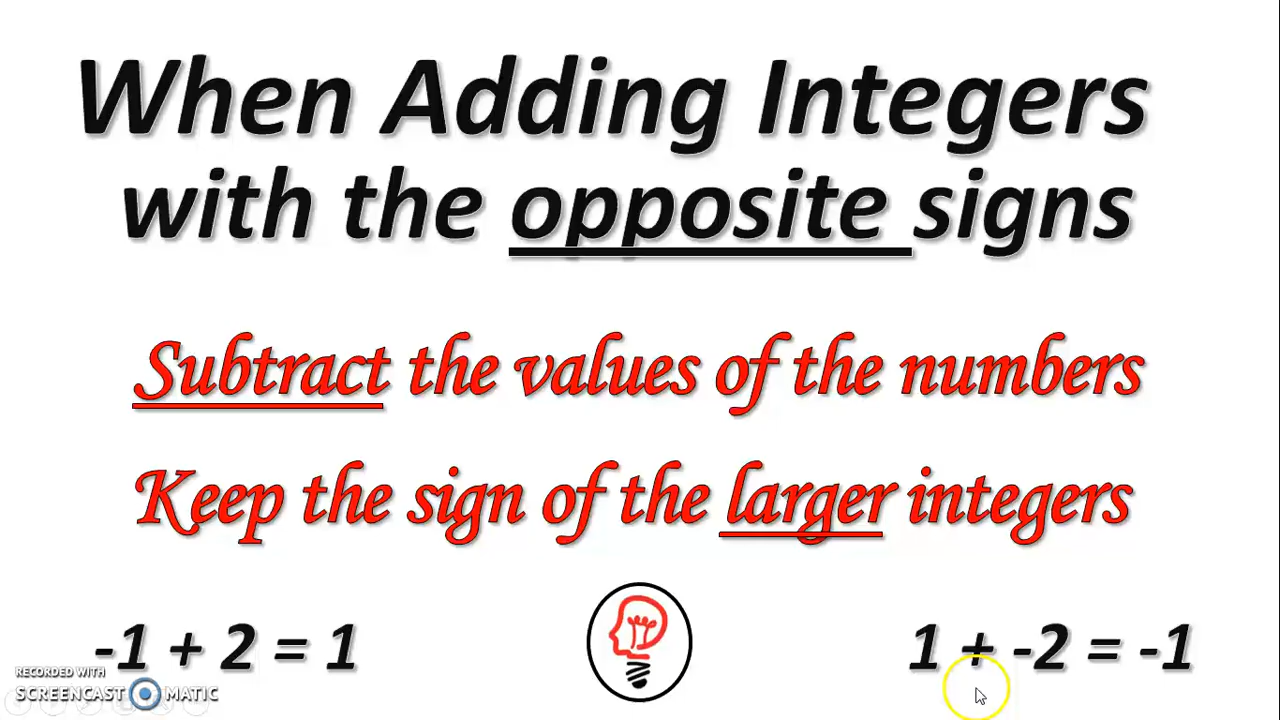 When Adding Integers
with the opposite signs
Subtract the values of the numbers
Keep the sign of the larger integers
-1 + 2 = 1
1 + -2 = -1
RECORDED WITH
SCREENCAST MATIC